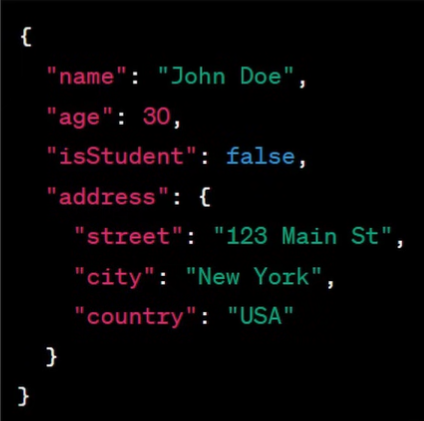 {
  "name": "John Doe",
  "age": 30,
  "isStudent": false,
  "address": {
    "street": "123 Main St",
    "city": "New York",
    "country": "USA"
  }
}